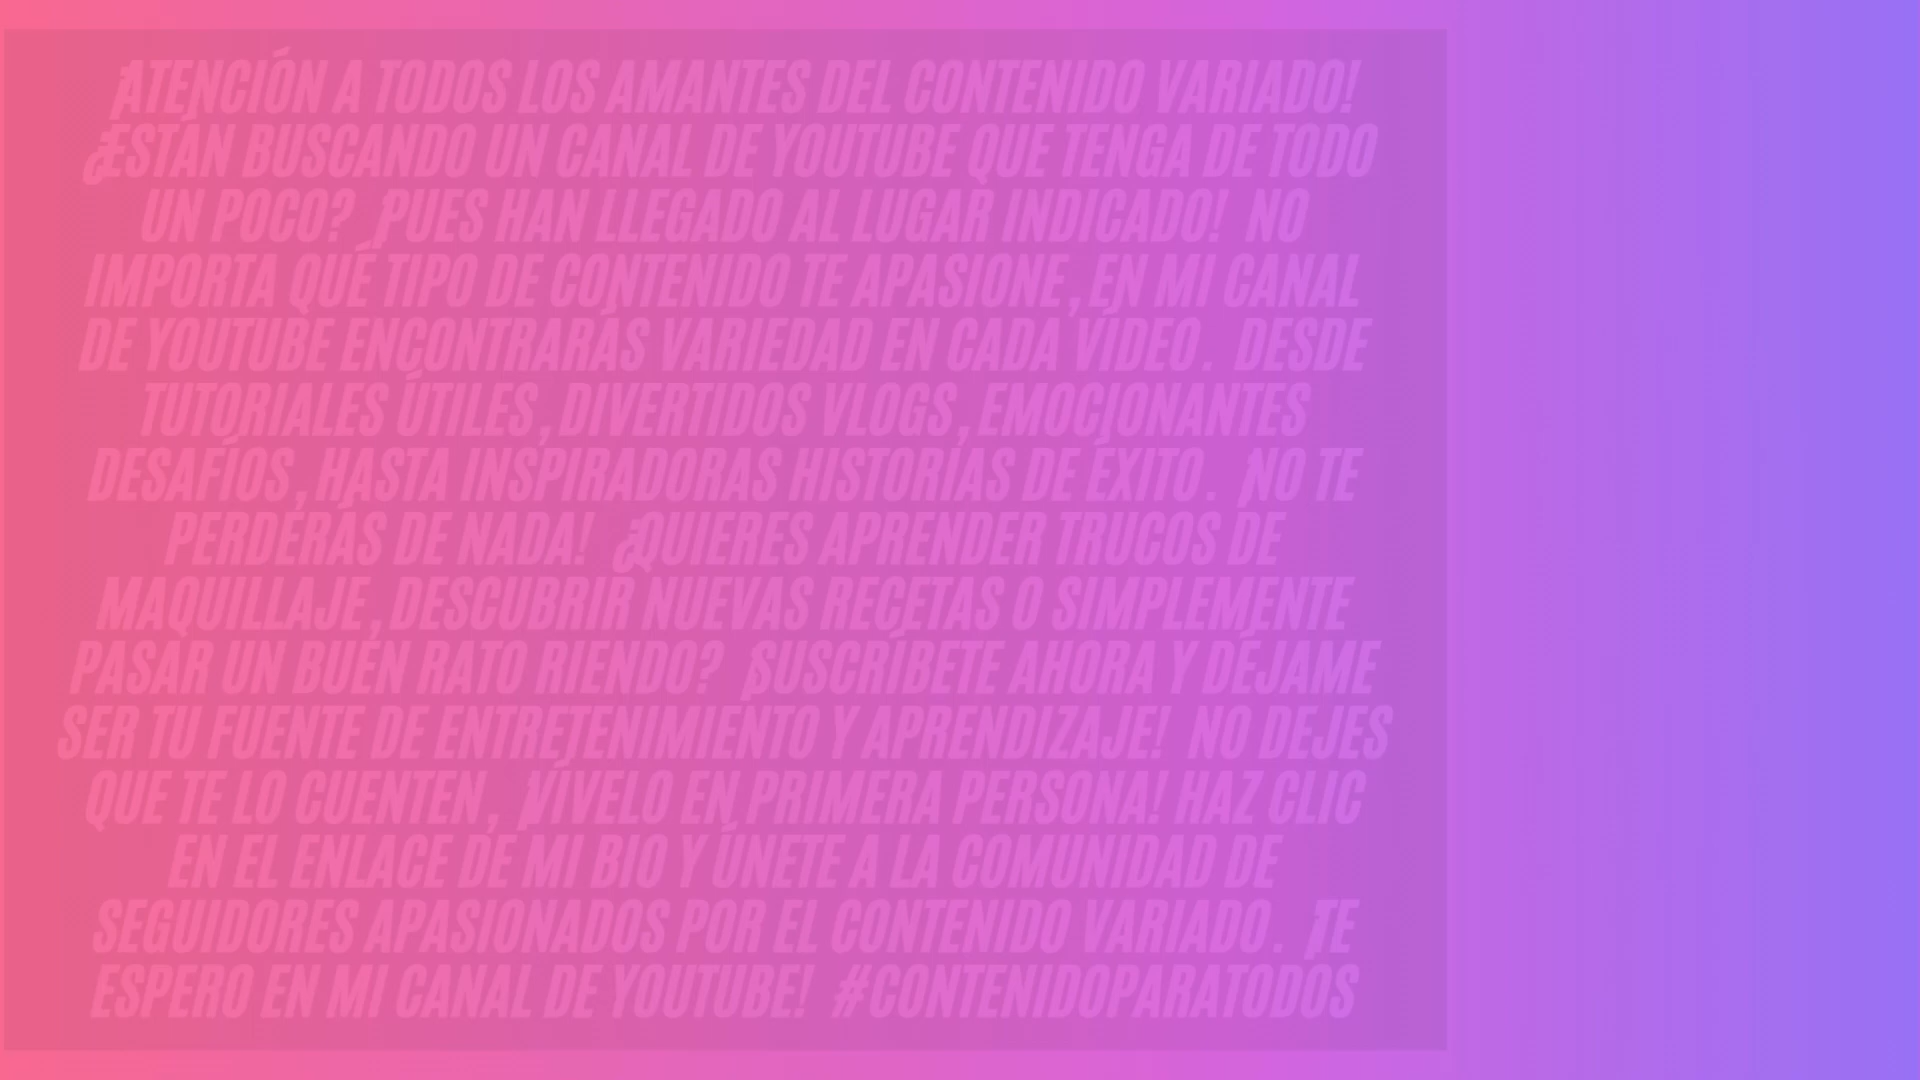 ¡ATENCIÓN A TODOS LOS AMANTES DEL CONTENIDO VARIADO!
¿ESTÁN BUSCANDO UN CANAL DE YOUTUBE QUE TENGA DE TODO
UN POCO? ¡PUES HAN LLEGADO AL LUGAR INDICADO! NO
IMPORTA QUÉ TIPO DE CONTENIDO TE APASIONE, EN MI CANAL
DE YOUTUBE ENCONTRARÁS VARIEDAD EN CADA VÍDEO. DESDE
TUTORIALES ÚTILES, DIVERTIDOS VLOGS, EMOCIONANTES
DESAFÍOS, HASTA INSPIRADORAS HISTORIAS DE ÉXITO. ¡NO TE
PERDERÁS DE NADA! ¿QUIERES APRENDER TRUCOS DE
MAQUILLAJE, DESCUBRIR NUEVAS RECETAS O SIMPLEMENTE
PASAR UN BUEN RATO RIENDO? ¡SUSCRÍBETE AHORA Y DÉJAME
SER TU FUENTE DE ENTRETENIMIENTO Y APRENDIZAJE! NO DEJES
QUE TE LO CUENTEN, ¡VÍVELO EN PRIMERA PERSONA! HAZ CLIC
EN EL ENLACE DE MI BIO Y ÚNETE A LA COMUNIDAD DE
SEGUIDORES APASIONADOS POR EL CONTENIDO VARIADO. ¡TE
ESPERO EN MI CANAL DE YOUTUBE! #CONTENIDOPARATODOS